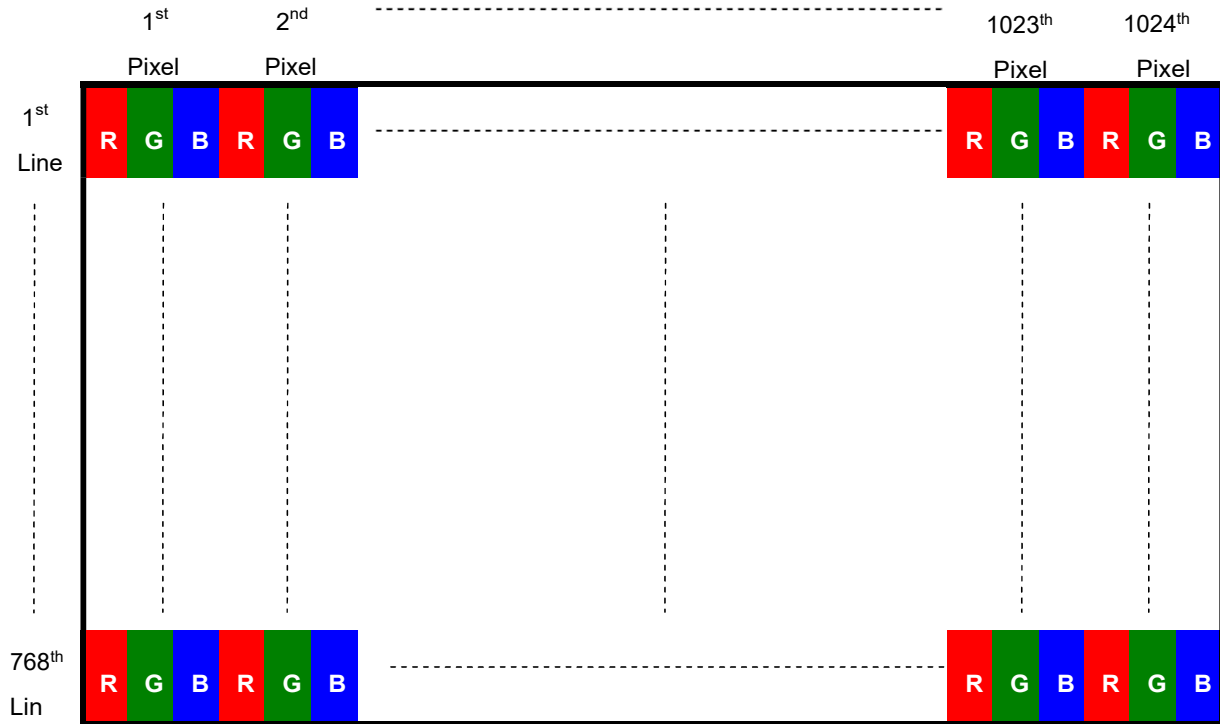 1st 2nd 1023th 1024th
Pixel Pixel Pixel Pixel
1st
R G B R G B R G B R G B
Line
768th
R G B R G B R G B R G B
Lin